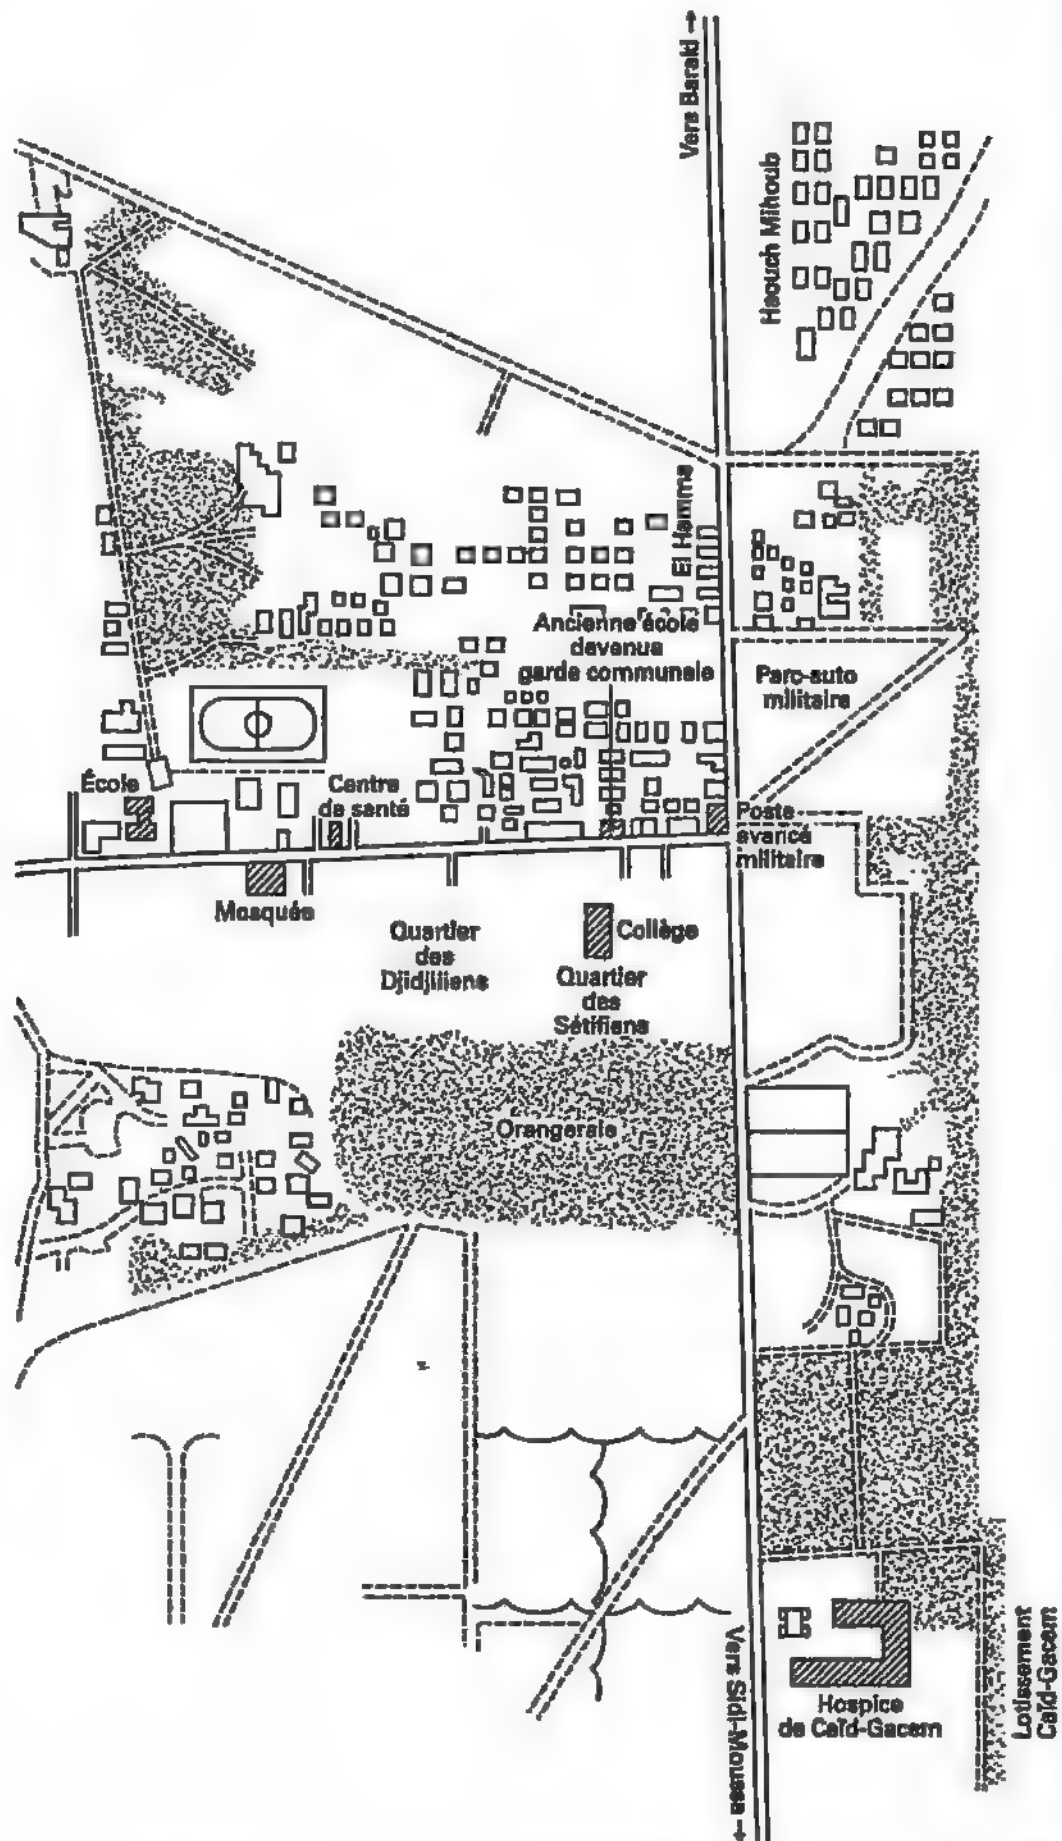 Vers Baraki →
Haouch Mihoub
El Hamma
Ancienne école
devenue
garde communale
Parc-auto
militaire
École
Centre
de santé
Poste
avancé
militaire
Mosquée
Quartier
des
Djidjiliens
Collège
Quartier
des
Sétifiens
Orangeraie
Vers Sidi-Moussa →
Hospice
de Caïd-Gacem
Lotissement
Caïd-Gacem